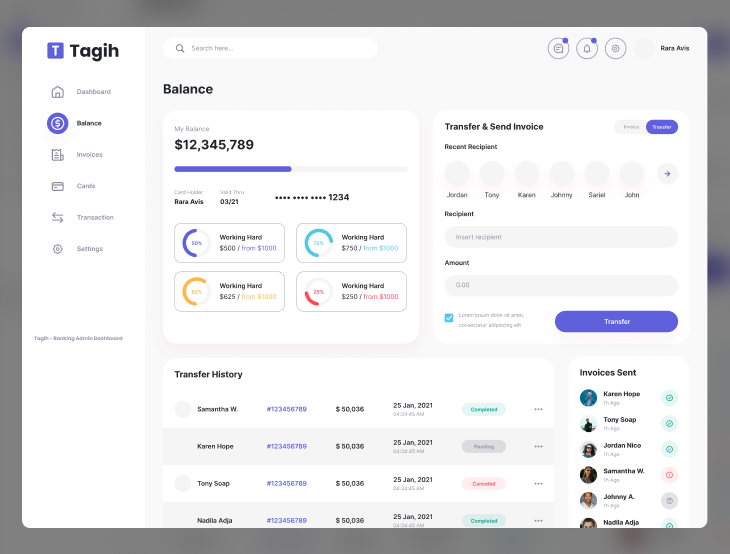 T Tagih
Search here...
Rara Avis
Dashboard
Balance
Invoices
Cards
Transaction
Settings
Tagih - Banking Admin Dashboard
Balance
My Balance
$12,345,789
Card Holder
Rara Avis
Valid Thru
03/21
•••• •••• •••• 1234
50%
Working Hard
$500 / from $1000
75%
Working Hard
$750 / from $1000
62%
Working Hard
$625 / from $1000
25%
Working Hard
$250 / from $1000
Transfer & Send Invoice
Invoice
Transfer
Recent Recipient
Jordan
Tony
Karen
Johnny
Sariel
John
Recipient
Insert recipient
Amount
0.00
Lorem ipsum dolor sit amet,
consectetur adipiscing elit
Transfer
Transfer History
Samantha W. #123456789 $ 50,036 25 Jan, 2021 Completed
04:34:45 AM
Karen Hope #123456789 $ 50,036 25 Jan, 2021 Pending
04:34:45 AM
Tony Soap #123456789 $ 50,036 25 Jan, 2021 Canceled
04:34:45 AM
Nadila Adja #123456789 $ 50,036 25 Jan, 2021 Completed
04:34:45 AM
Invoices Sent
Karen Hope
1h Ago
Tony Soap
1h Ago
Jordan Nico
1h Ago
Samantha W.
1h Ago
Johnny A.
1h Ago
Nadila Adja
1h Ago